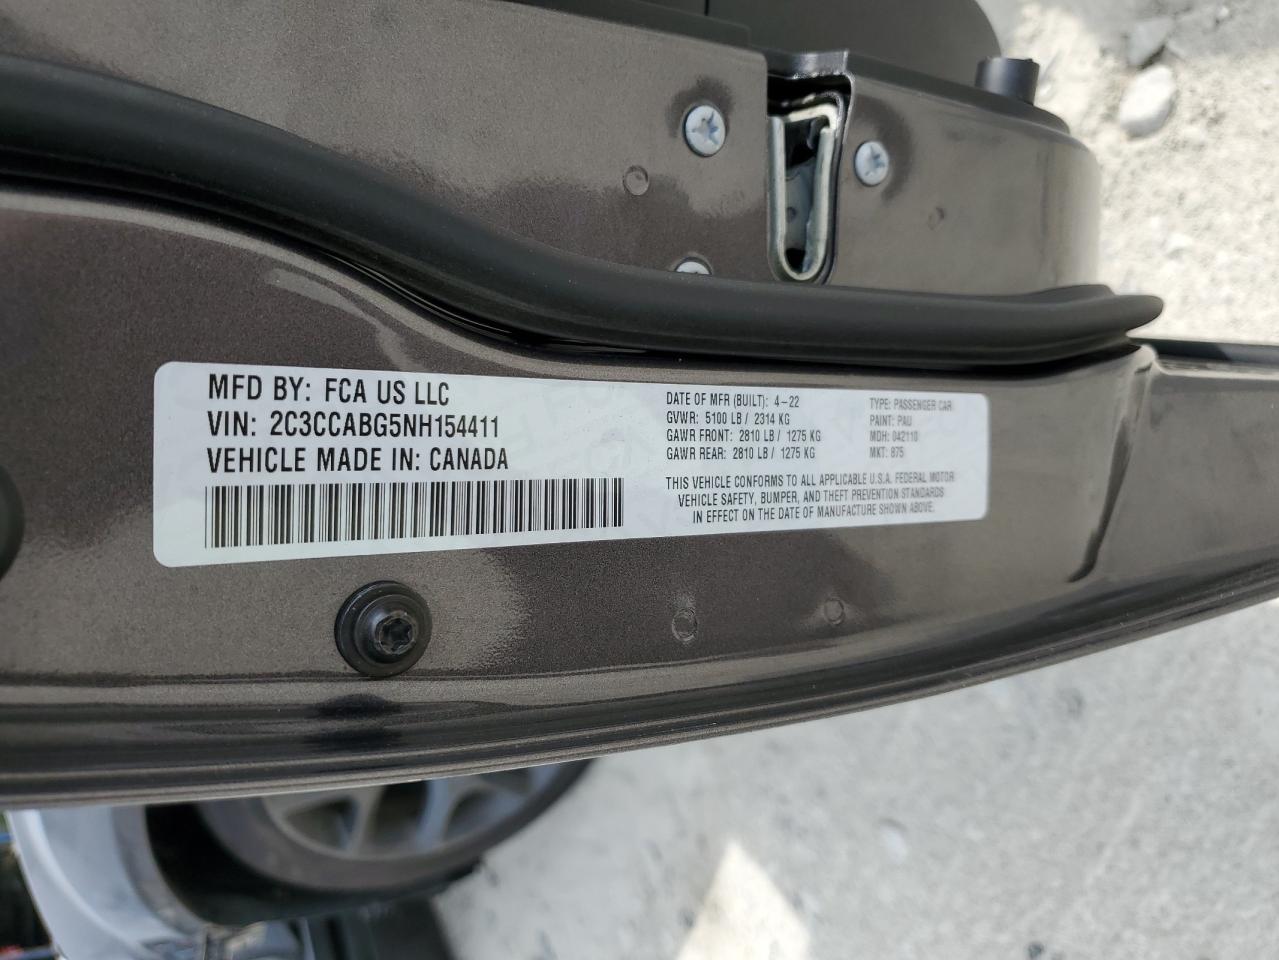 MFD BY: FCA US LLC
VIN: 2C3CCABG5NH154411
VEHICLE MADE IN: CANADA
DATE OF MFR (BUILT): 4-22
GVWR: 5100 LB / 2314 KG
GAWR FRONT: 2810 LB / 1275 KG
GAWR REAR: 2810 LB / 1275 KG
TYPE: PASSENGER CAR
PAINT: PAU
MDH: 042110
MKT: 875
THIS VEHICLE CONFORMS TO ALL APPLICABLE U.S.A. FEDERAL MOTOR
VEHICLE SAFETY, BUMPER, AND THEFT PREVENTION STANDARDS
IN EFFECT ON THE DATE OF MANUFACTURE SHOWN ABOVE.